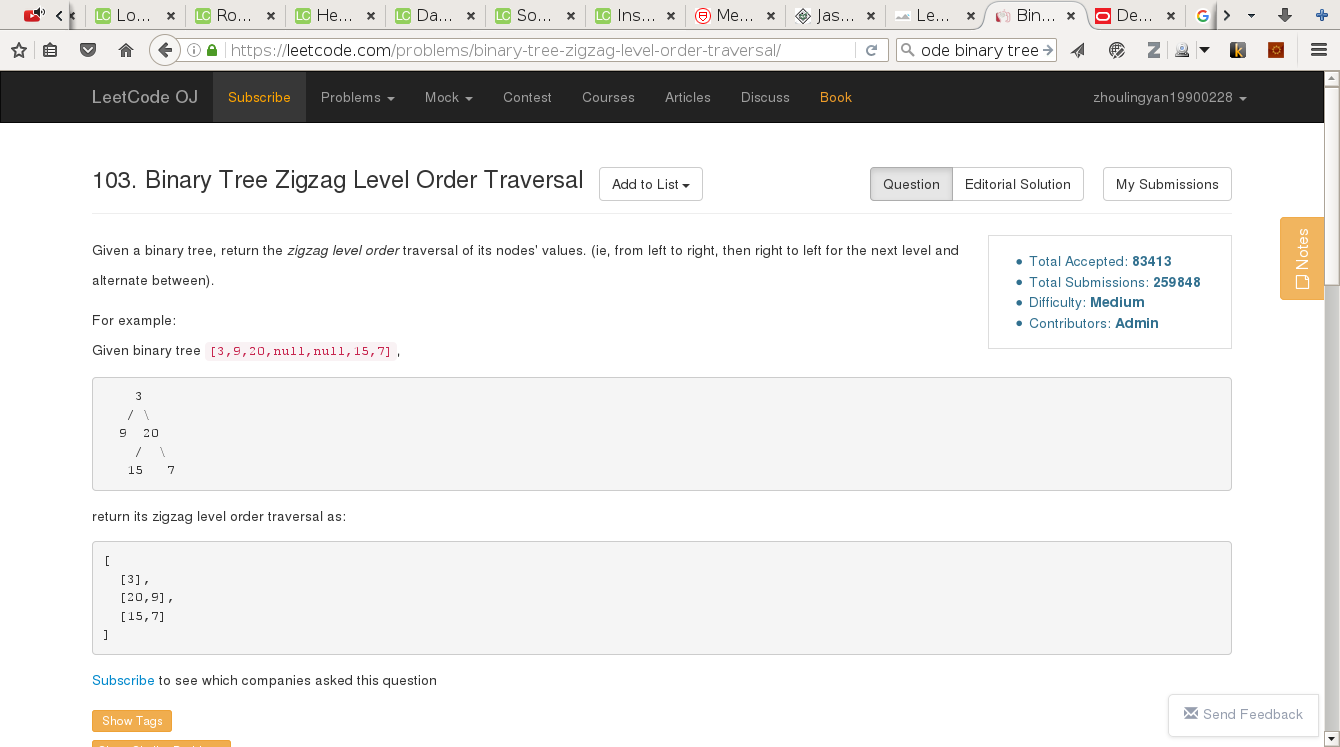 Lo... Ro... He... Da... So... Ins... Me... Jas... Le... Bin... De...
https://leetcode.com/problems/binary-tree-zigzag-level-order-traversal/ ode binary tree
LeetCode OJ Subscribe Problems Mock Contest Courses Articles Discuss Book zhoulingyan19900228
103. Binary Tree Zigzag Level Order Traversal Add to List Question Editorial Solution My Submissions
Given a binary tree, return the zigzag level order traversal of its nodes' values. (ie, from left to right, then right to left for the next level and
alternate between).
Total Accepted: 83413
Total Submissions: 259848
Difficulty: Medium
Contributors: Admin
Notes
For example:
Given binary tree [3,9,20,null,null,15,7],
    3
   / \
  9  20
    /  \
   15   7
return its zigzag level order traversal as:
[
  [3],
  [20,9],
  [15,7]
]
Subscribe to see which companies asked this question
Show Tags
Send Feedback